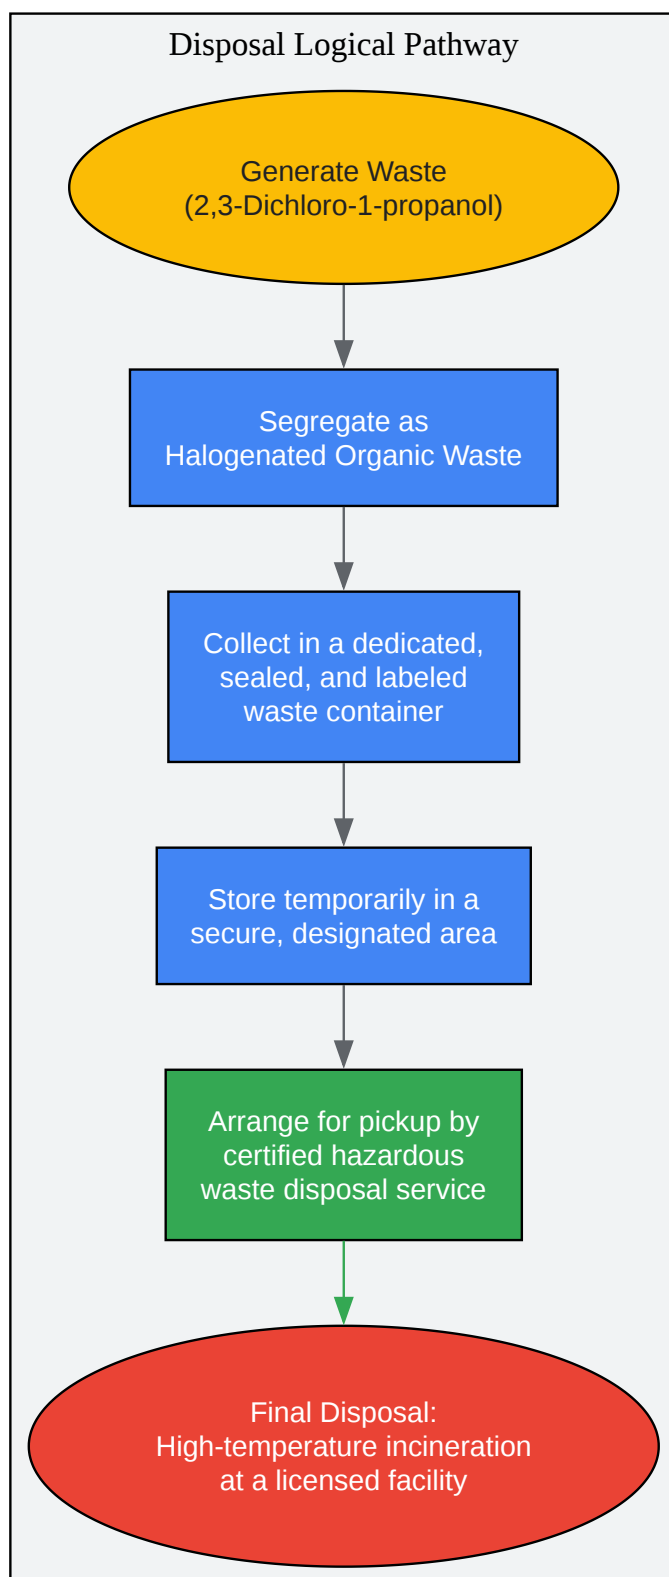 Disposal Logical Pathway
Generate Waste
(2,3-Dichloro-1-propanol)
Segregate as
Halogenated Organic Waste
Collect in a dedicated,
sealed, and labeled
waste container
Store temporarily in a
secure, designated area
Arrange for pickup by
certified hazardous
waste disposal service
Final Disposal:
High-temperature incineration
at a licensed facility